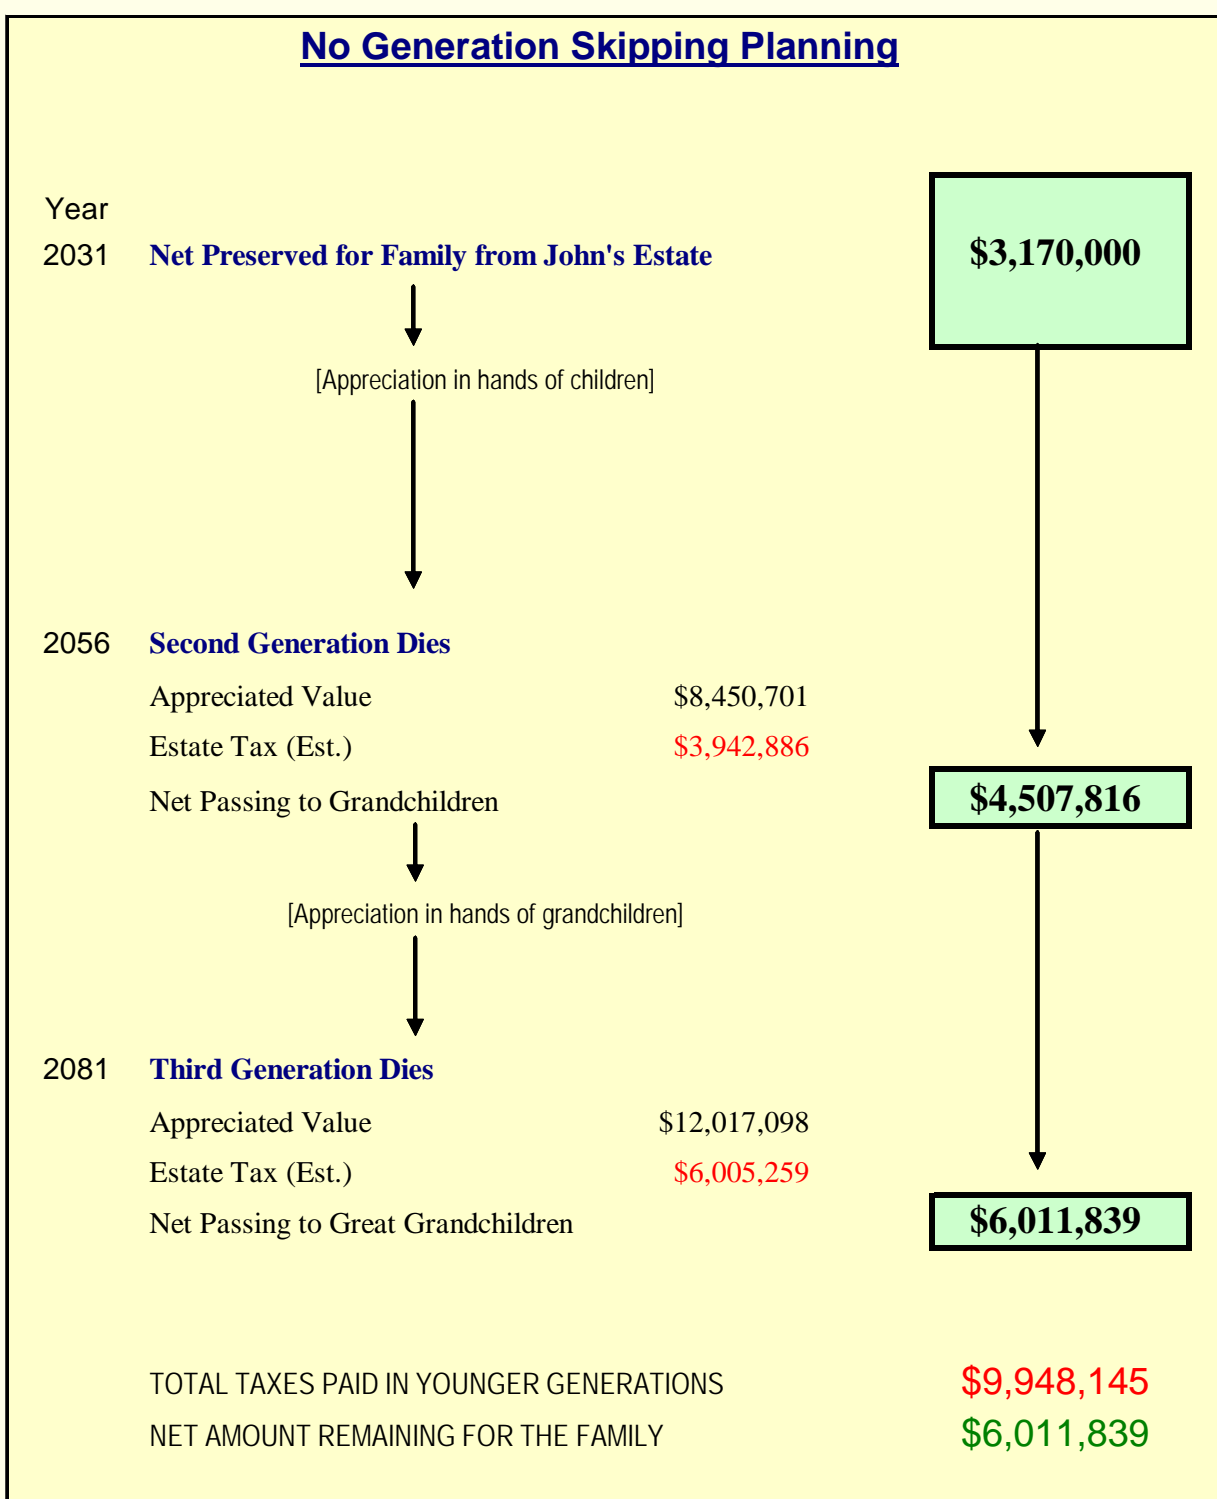 No Generation Skipping Planning
Year
2031 Net Preserved for Family from John's Estate $3,170,000
[Appreciation in hands of children]
2056 Second Generation Dies
Appreciated Value $8,450,701
Estate Tax (Est.) $3,942,886
Net Passing to Grandchildren $4,507,816
[Appreciation in hands of grandchildren]
2081 Third Generation Dies
Appreciated Value $12,017,098
Estate Tax (Est.) $6,005,259
Net Passing to Great Grandchildren $6,011,839
TOTAL TAXES PAID IN YOUNGER GENERATIONS $9,948,145
NET AMOUNT REMAINING FOR THE FAMILY $6,011,839